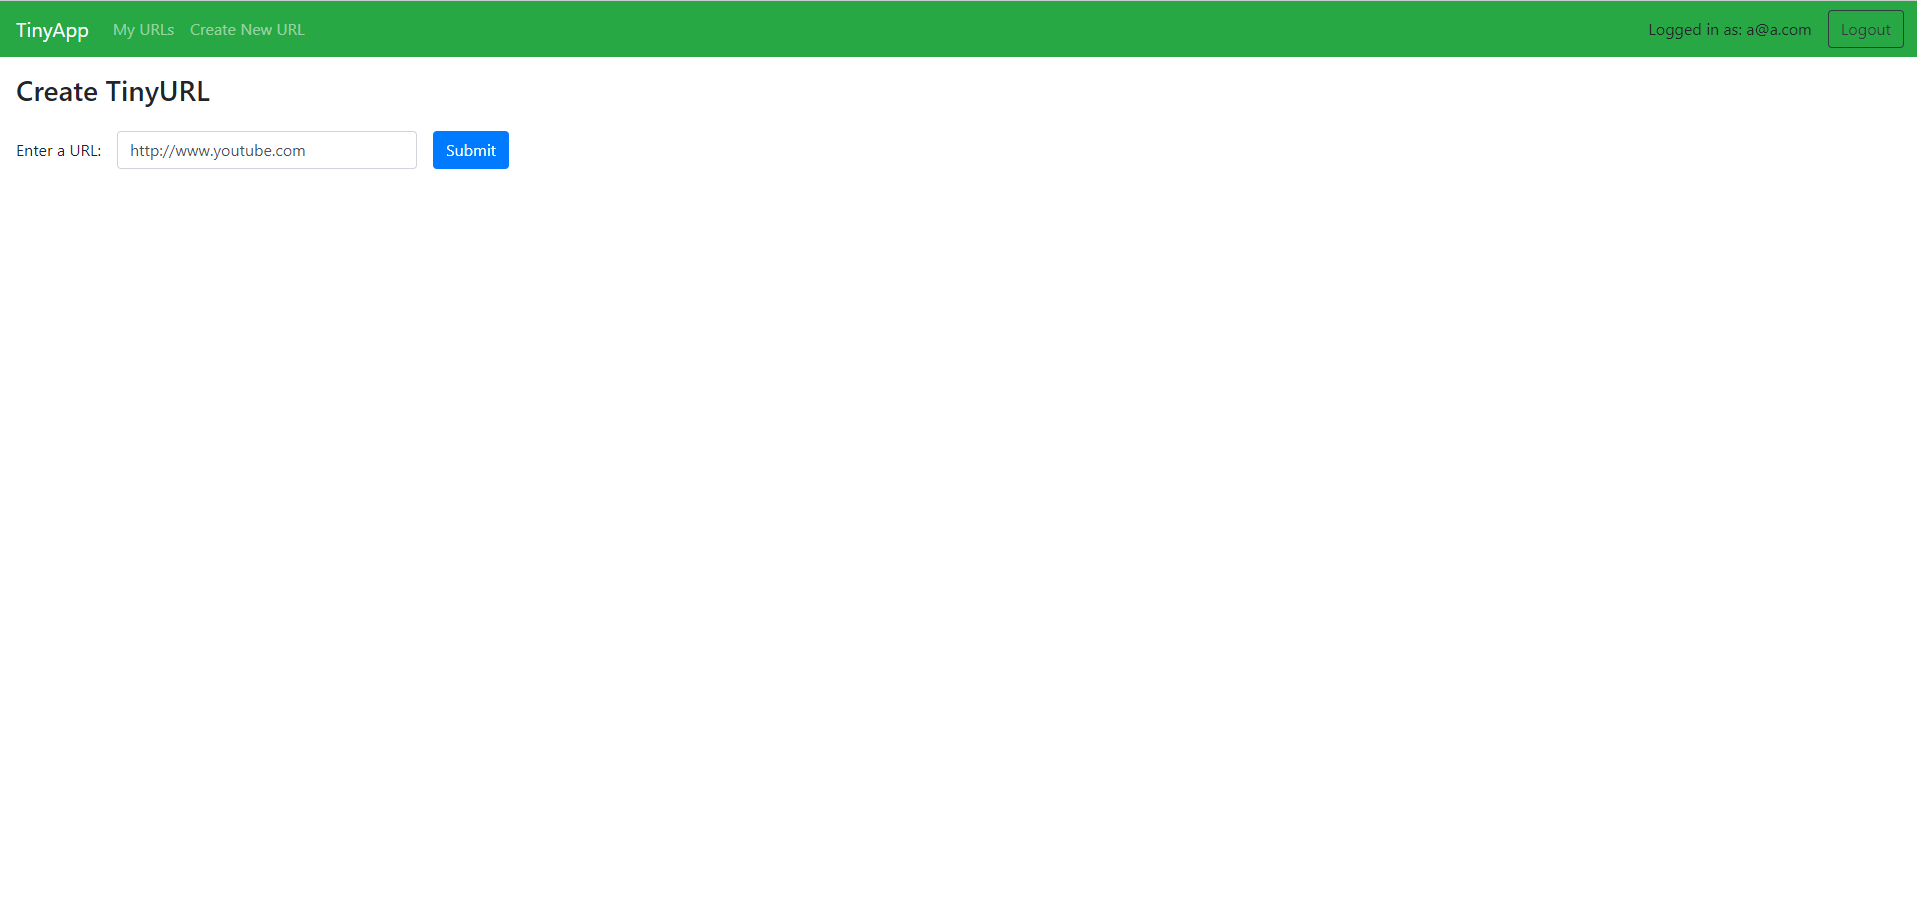 TinyApp My URLs Create New URL Logged in as: a@a.com Logout
Create TinyURL
Enter a URL: http://www.youtube.com Submit